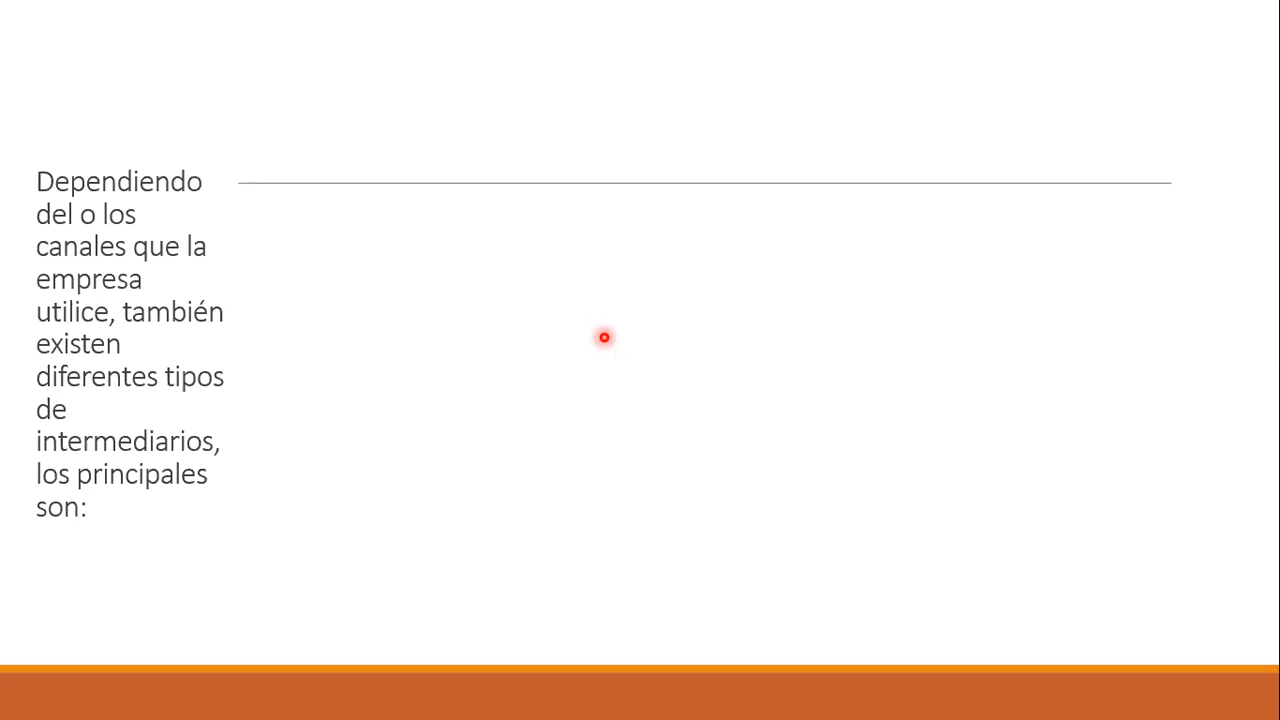 Dependiendo
del o los
canales que la
empresa
utilice, también
existen
diferentes tipos
de
intermediarios,
los principales
son: